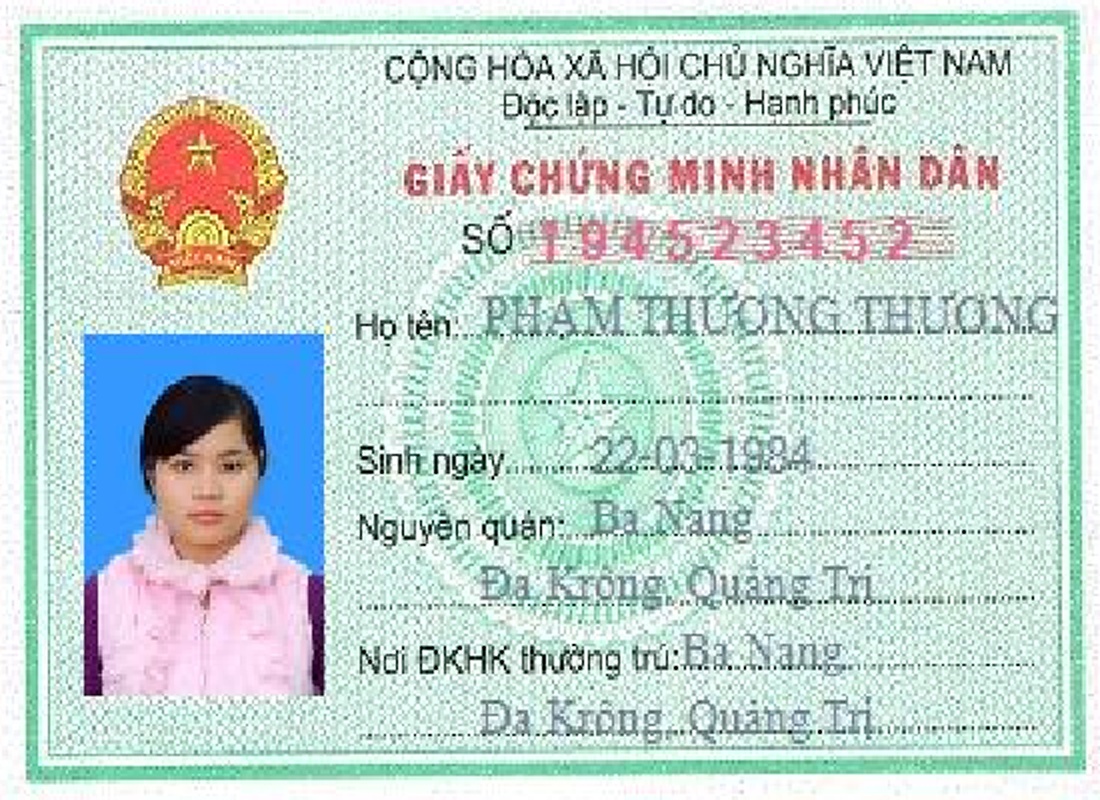 CỘNG HÒA XÃ HỘI CHỦ NGHĨA VIỆT NAM
Độc lập - Tự do - Hạnh phúc
GIẤY CHỨNG MINH NHÂN DÂN
SỐ 194523452
Họ tên: PHẠM THƯƠNG THƯƠNG
Sinh ngày 22-03-1984
Nguyên quán: Ba Nang
Đa Krông, Quảng Trị
Nơi ĐKHK thường trú: Ba Nang,
Đa Krông, Quảng Trị